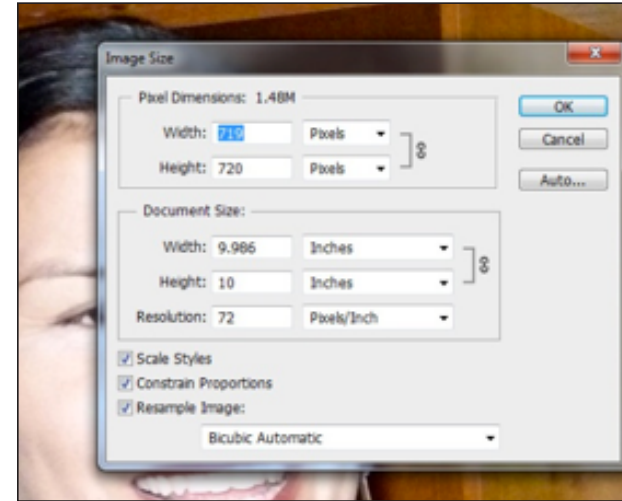 Image Size
x
Pixel Dimensions: 1.48M
Width: 719 Pixels
Height: 720 Pixels
OK
Cancel
Auto...
Document Size:
Width: 9.986 Inches
Height: 10 Inches
Resolution: 72 Pixels/Inch
Scale Styles
Constrain Proportions
Resample Image:
Bicubic Automatic